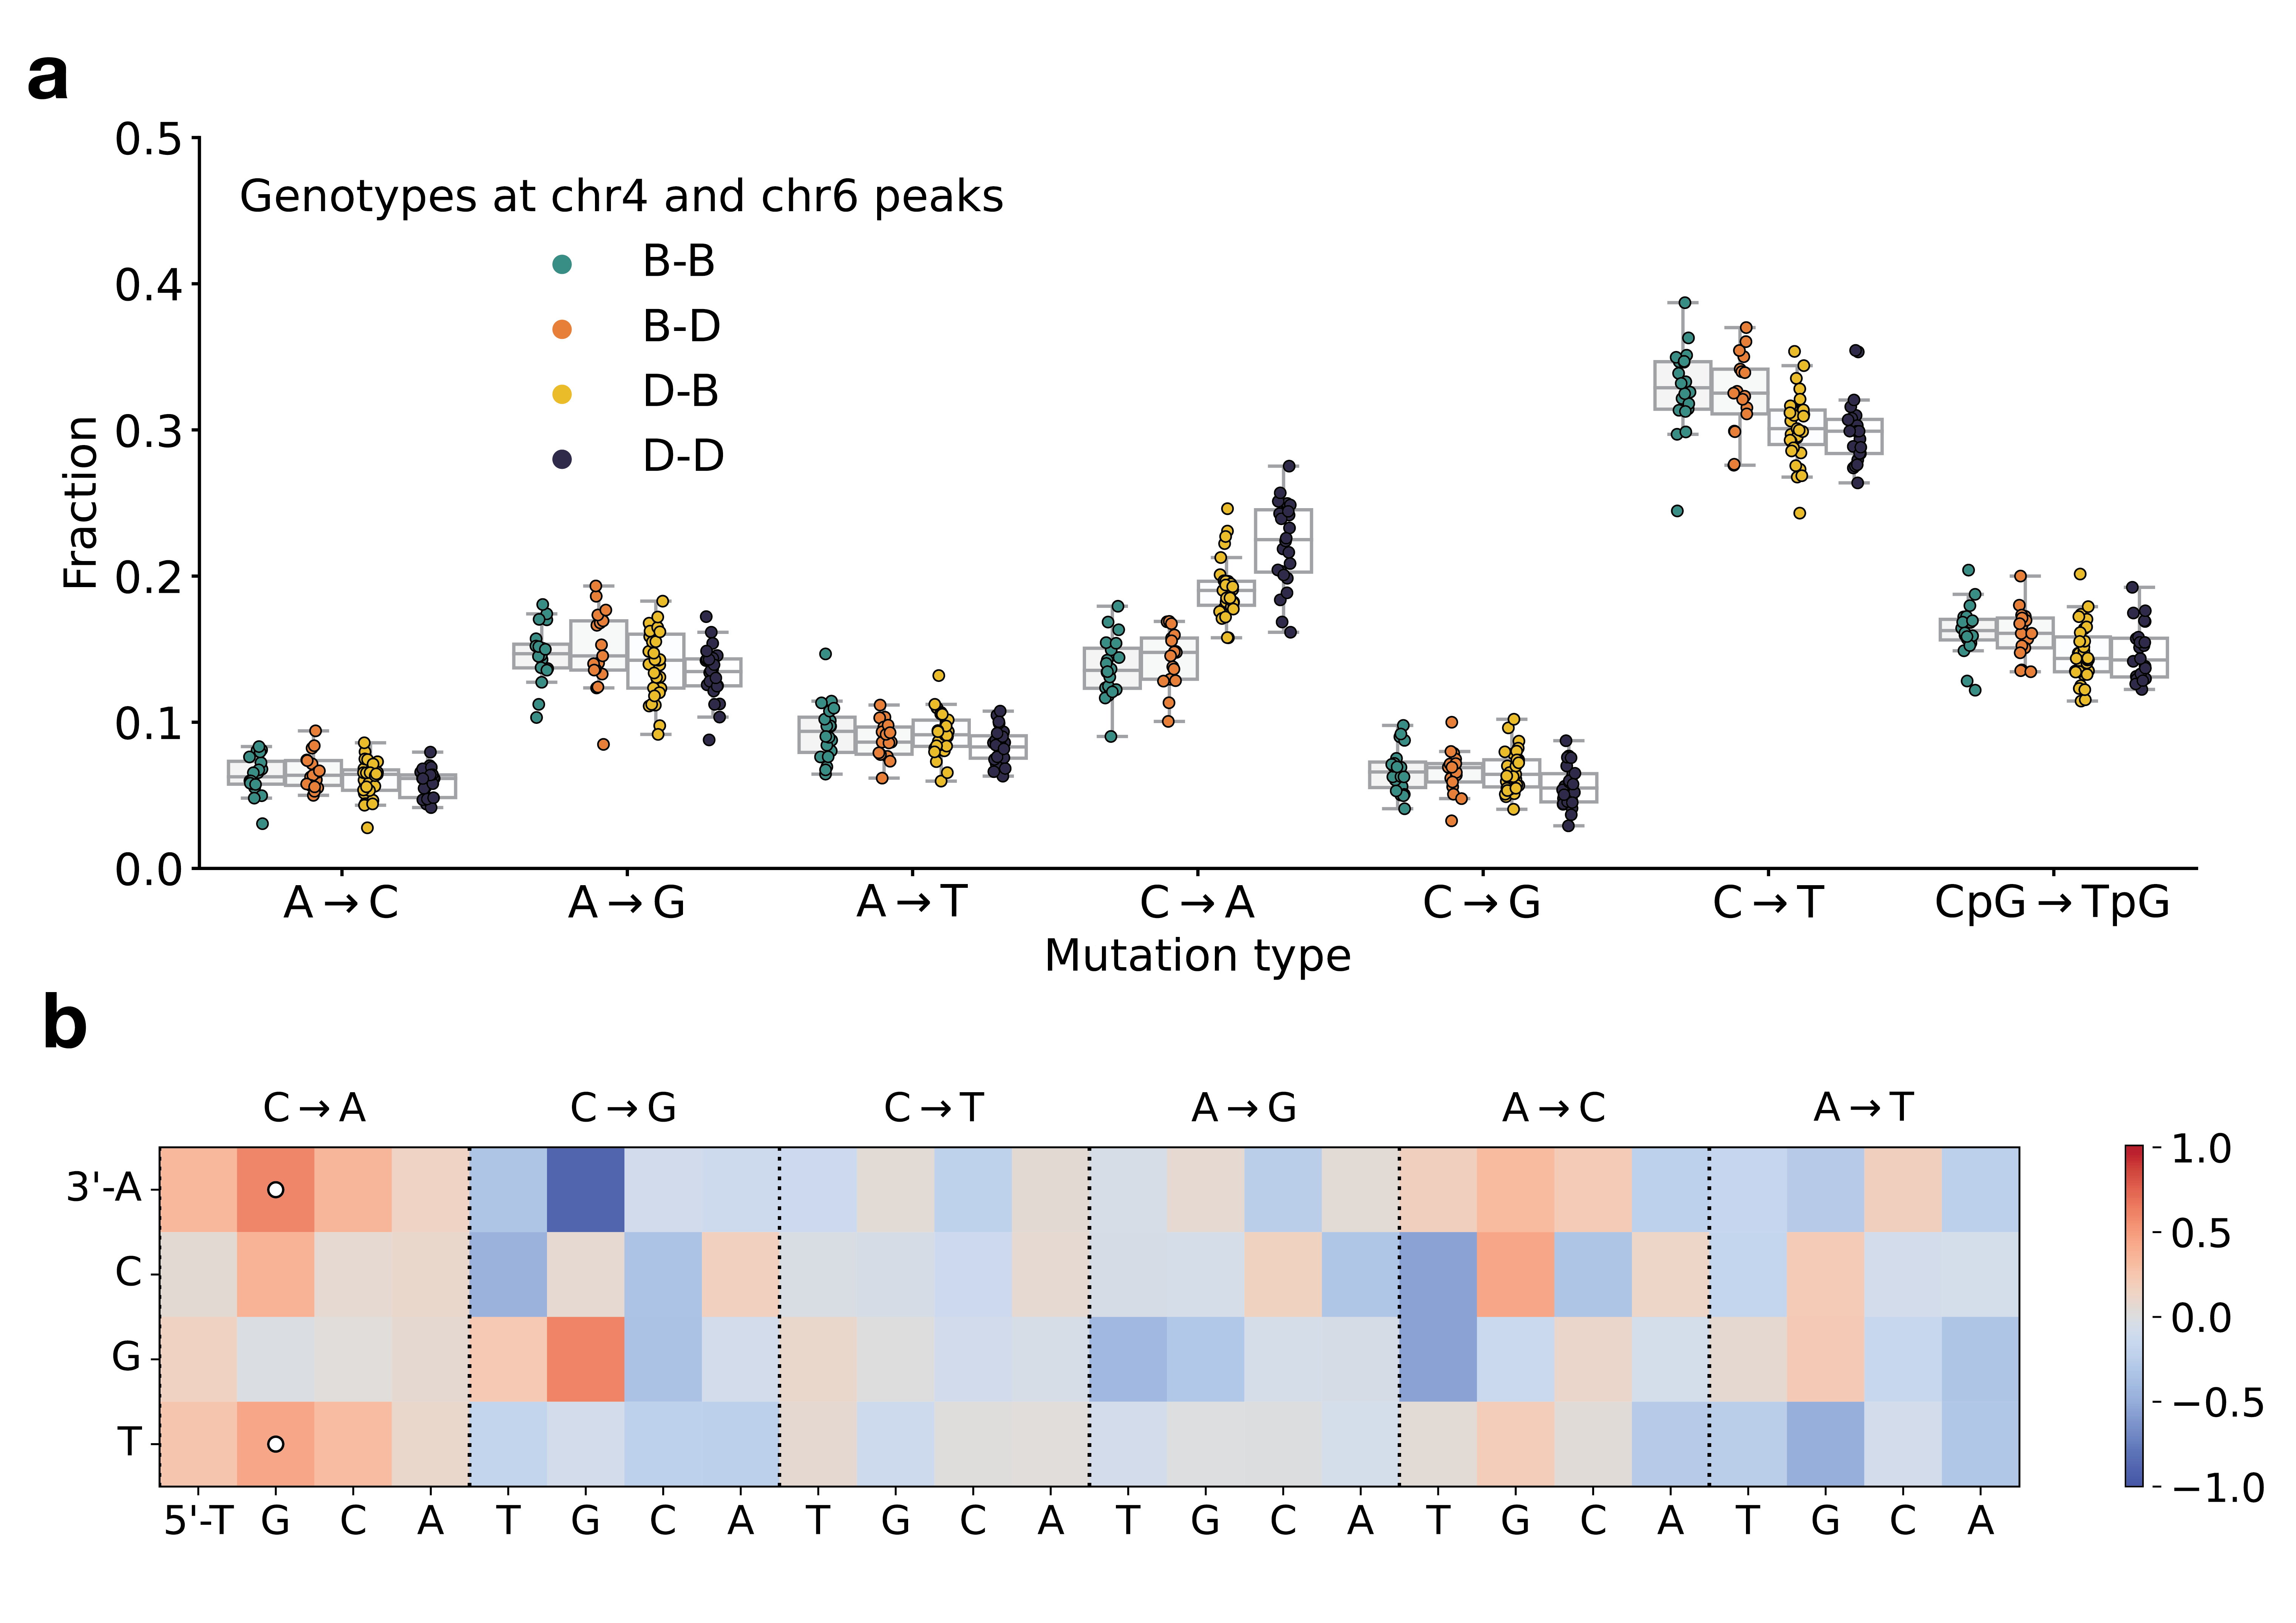 a
0.5
0.4
0.3
0.2
0.1
0.0
Fraction
Genotypes at chr4 and chr6 peaks
B-B
B-D
D-B
D-D
A→C A→G A→T C→A C→G C→T CpG→TpG
Mutation type
b
C→A C→G C→T A→G A→C A→T
3'-A
C
G
T
5'-T G C A T G C A T G C A T G C A T G C A T G C A
1.0
0.5
0.0
−0.5
−1.0